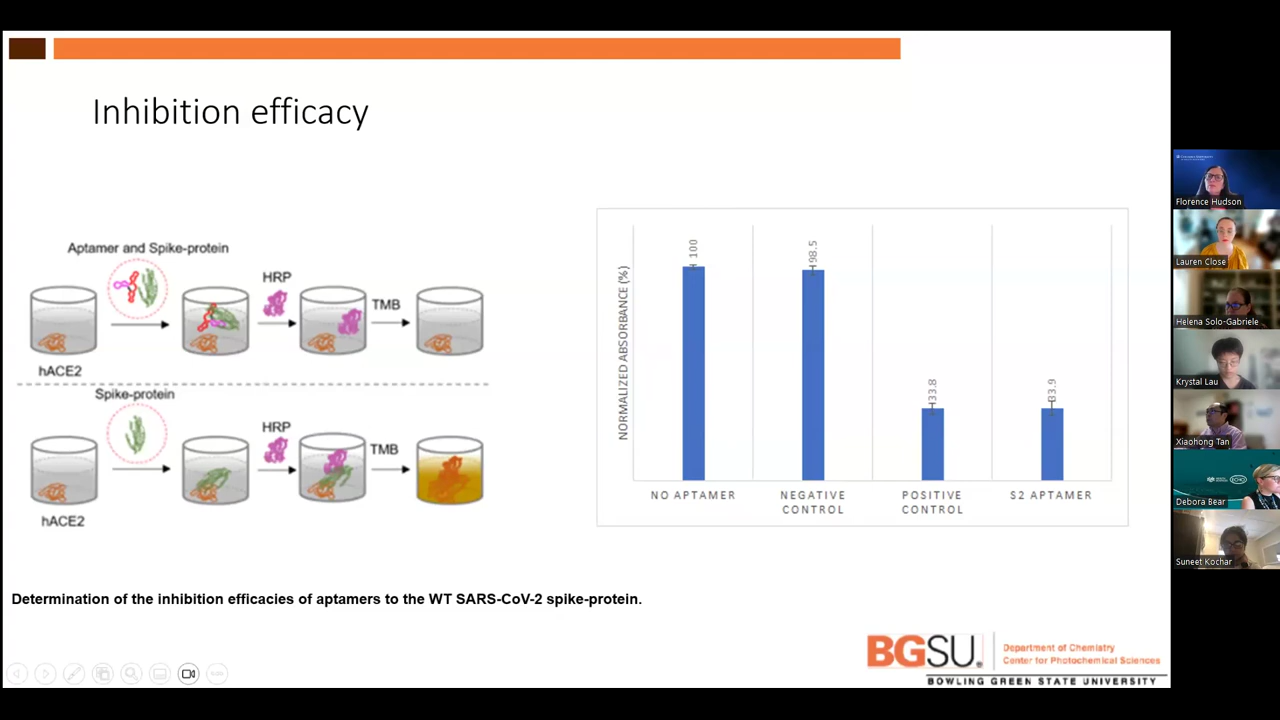 Inhibition efficacy
Aptamer and Spike-protein
HRP
TMB
hACE2
Spike-protein
HRP
TMB
hACE2
NORMALIZED ABSORBANCE (%)
100
98.5
33.8
33.9
NO APTAMER
NEGATIVE
CONTROL
POSITIVE
CONTROL
S2 APTAMER
Determination of the inhibition efficacies of aptamers to the WT SARS-CoV-2 spike-protein.
BGSU
Department of Chemistry
Center for Photochemical Sciences
BOWLING GREEN STATE UNIVERSITY
Florence Hudson
Lauren Close
Helena Solo-Gabriele
Krystal Lau
Xiaohong Tan
ECHO
Debora Bear
Suneet Kochar